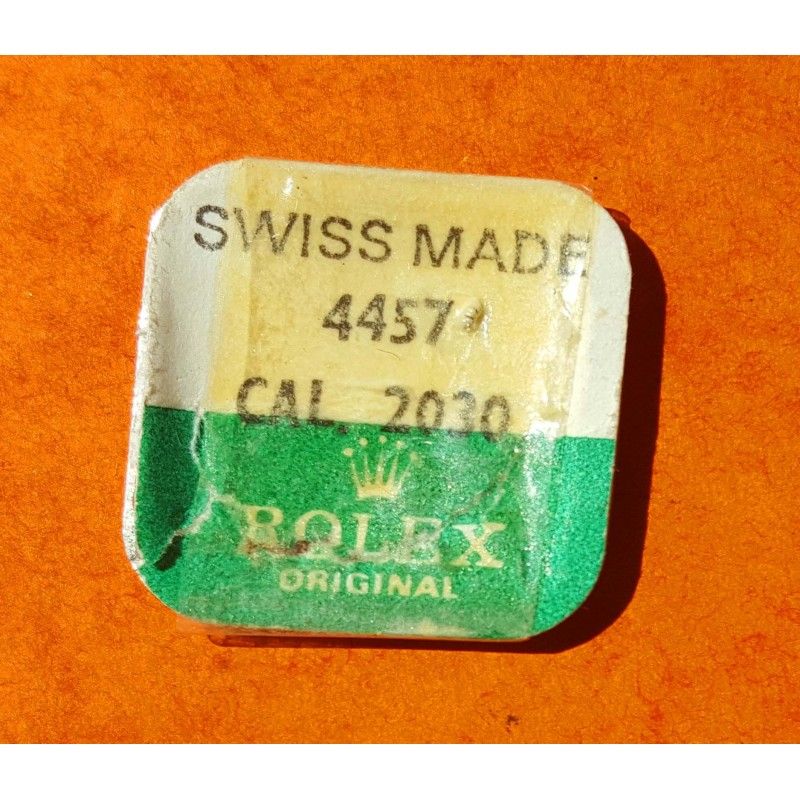 SWISS MADE
4457
CAL. 2030
ROLEX
ORIGINAL